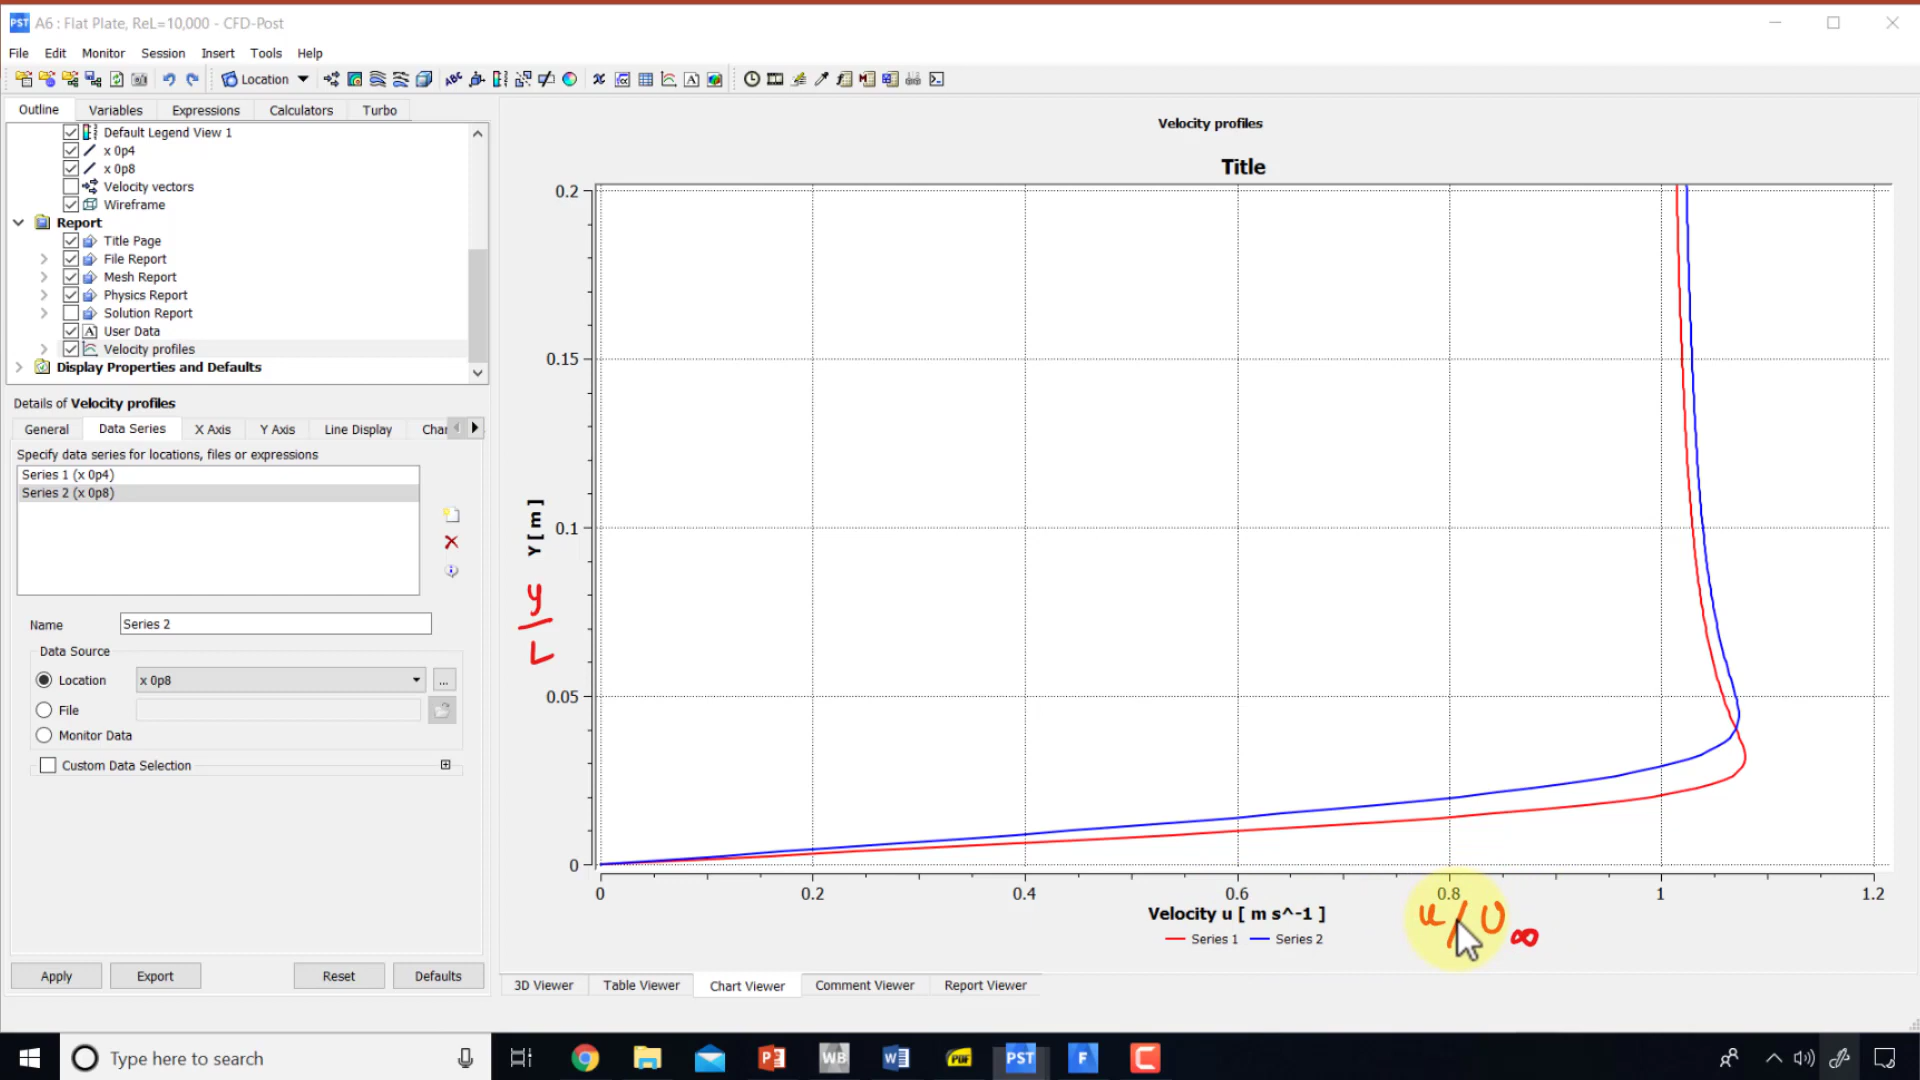 PST A6 : Flat Plate, ReL=10,000 - CFD-Post
File Edit Monitor Session Insert Tools Help
Location
Outline Variables Expressions Calculators Turbo
Default Legend View 1
x 0p4
x 0p8
Velocity vectors
Wireframe
Report
Title Page
File Report
Mesh Report
Physics Report
Solution Report
User Data
Velocity profiles
Display Properties and Defaults
Details of Velocity profiles
General Data Series X Axis Y Axis Line Display Char
Specify data series for locations, files or expressions
Series 1 (x 0p4)
Series 2 (x 0p8)
Name Series 2
Data Source
Location x 0p8 ...
File
Monitor Data
Custom Data Selection
Apply Export Reset Defaults
Velocity profiles
Title
0.2
0.15
0.1
0.05
0
Y [ m ]
y
L
0 0.2 0.4 0.6 0.8 1 1.2
Velocity u [ m s^-1 ]
u/U∞
Series 1 Series 2
3D Viewer Table Viewer Chart Viewer Comment Viewer Report Viewer
Type here to search
WB PDF PST F